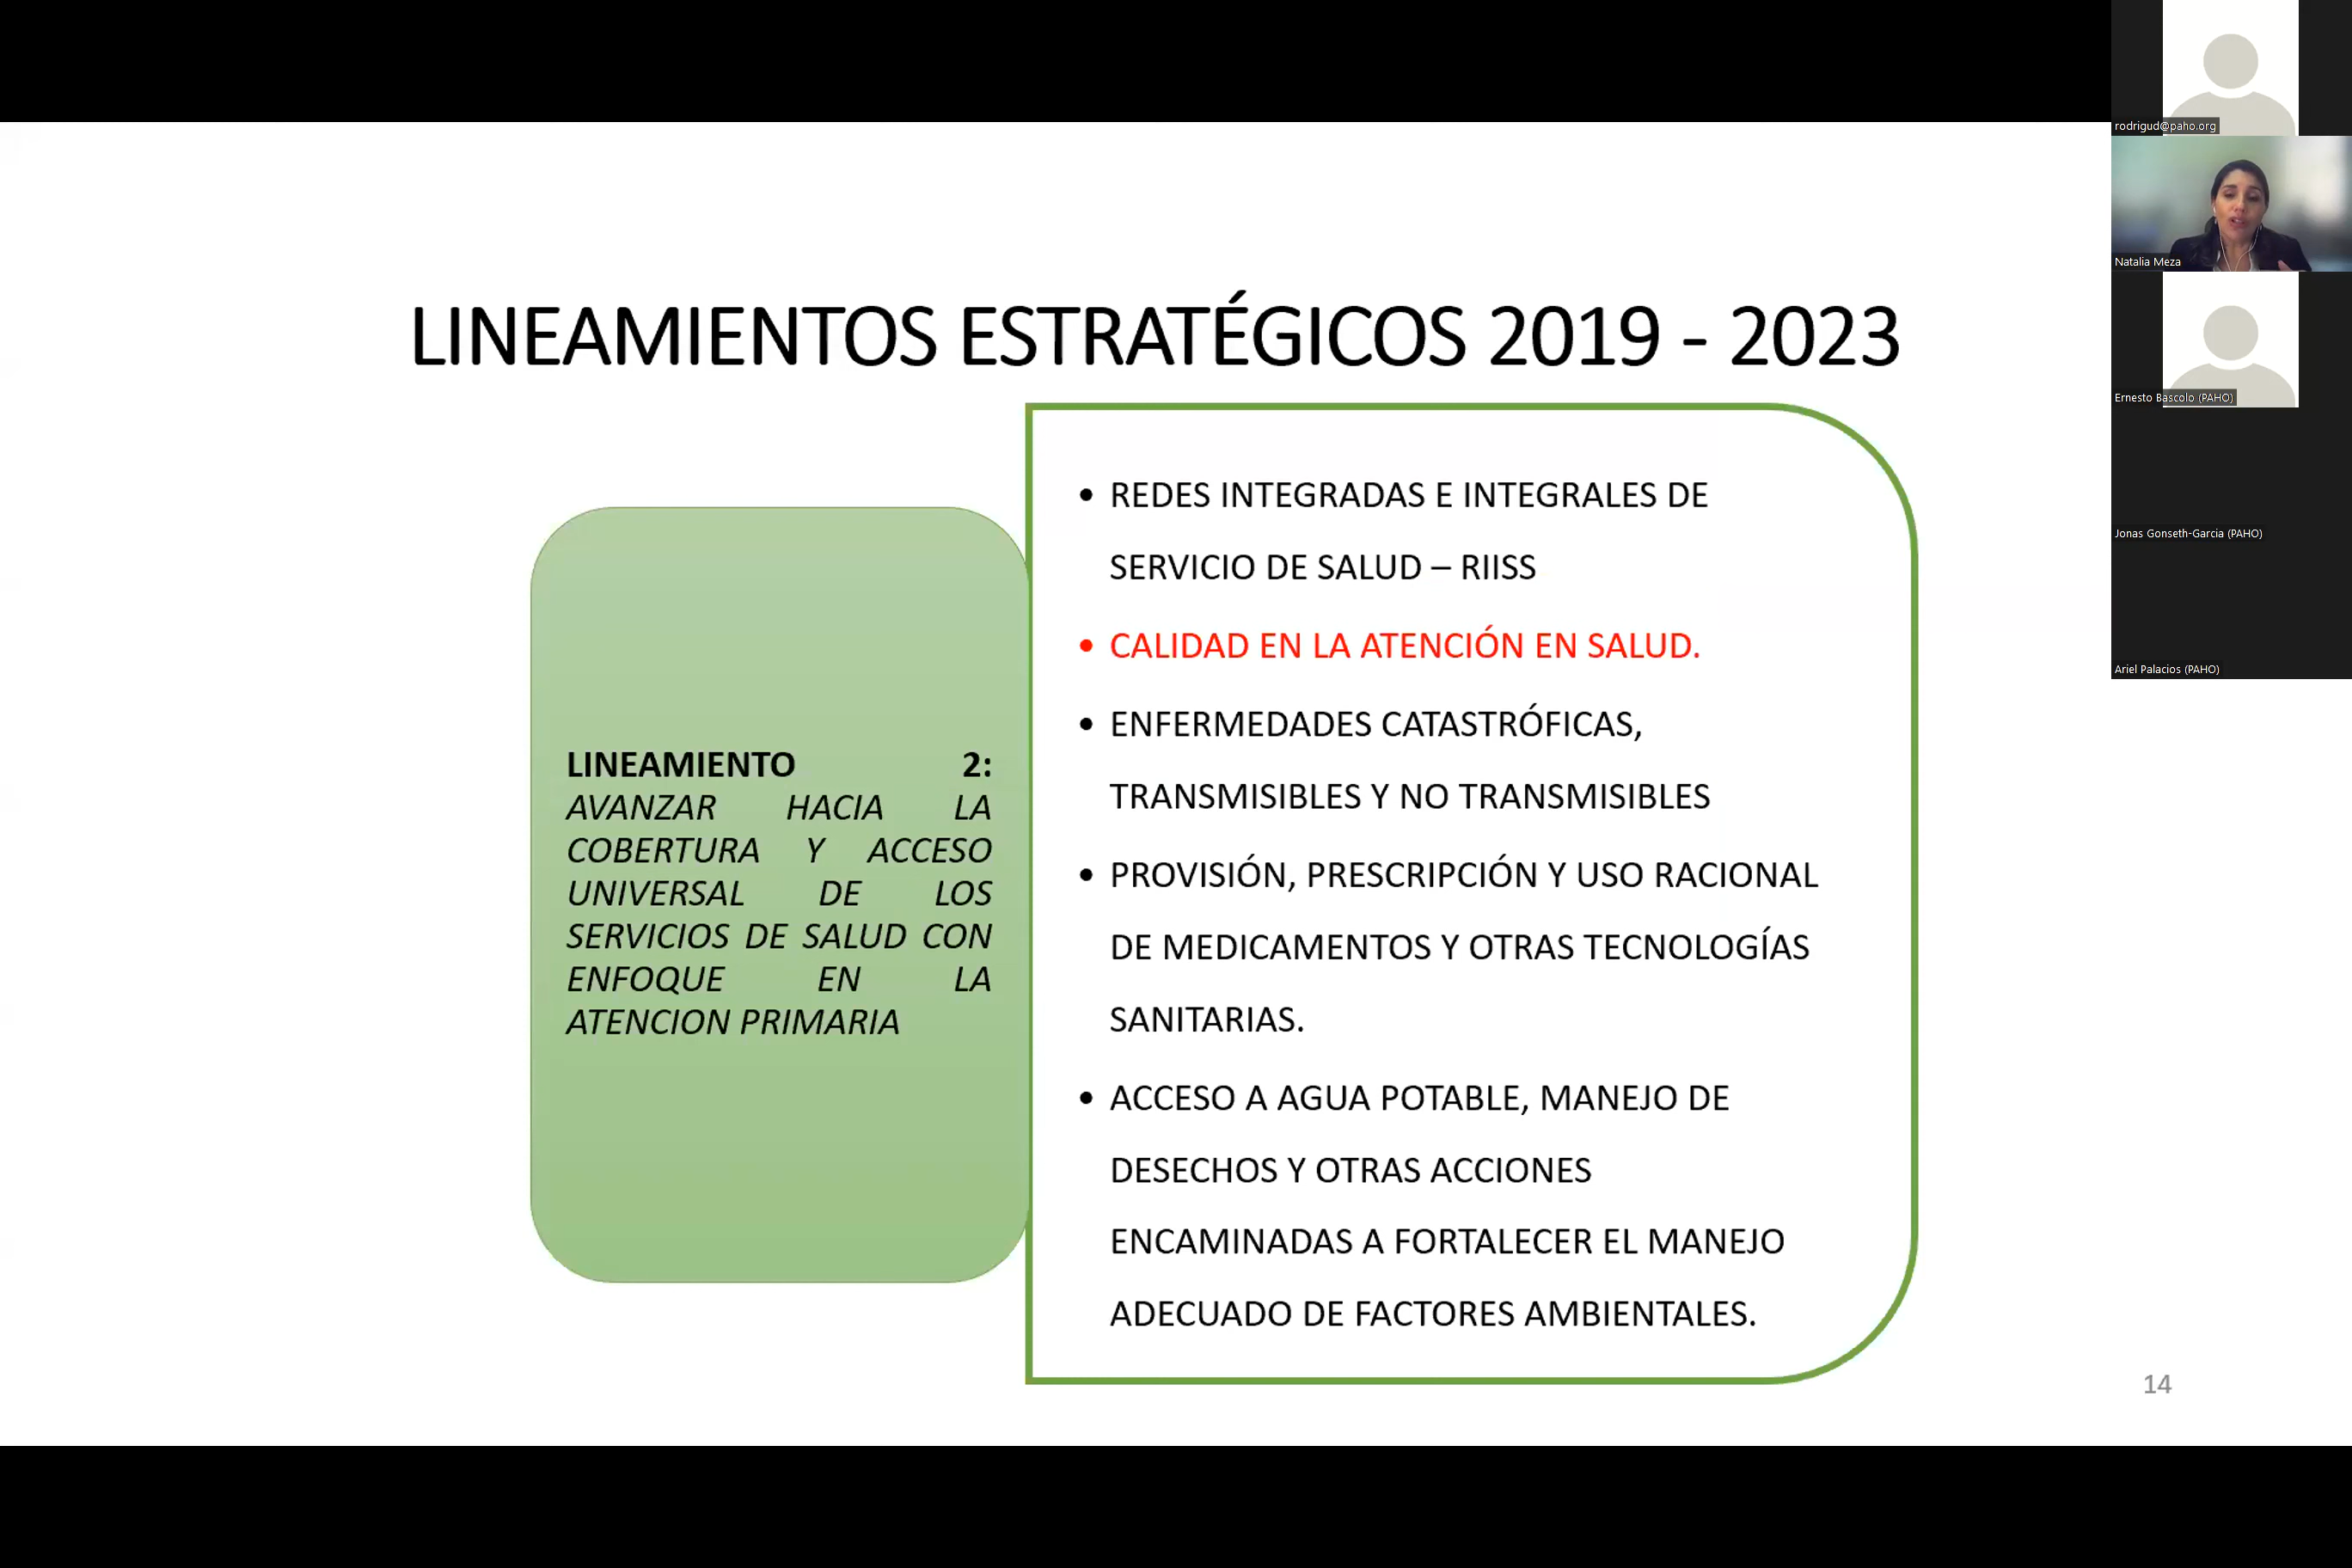 LINEAMIENTOS ESTRATÉGICOS 2019 - 2023
LINEAMIENTO 2:
AVANZAR HACIA LA
COBERTURA Y ACCESO
UNIVERSAL DE LOS
SERVICIOS DE SALUD CON
ENFOQUE EN LA
ATENCION PRIMARIA
• REDES INTEGRADAS E INTEGRALES DE
SERVICIO DE SALUD – RIISS
• CALIDAD EN LA ATENCIÓN EN SALUD.
• ENFERMEDADES CATASTRÓFICAS,
TRANSMISIBLES Y NO TRANSMISIBLES
• PROVISIÓN, PRESCRIPCIÓN Y USO RACIONAL
DE MEDICAMENTOS Y OTRAS TECNOLOGÍAS
SANITARIAS.
• ACCESO A AGUA POTABLE, MANEJO DE
DESECHOS Y OTRAS ACCIONES
ENCAMINADAS A FORTALECER EL MANEJO
ADECUADO DE FACTORES AMBIENTALES.
14
rodrigud@paho.org
Natalia Meza
Ernesto Bascolo (PAHO)
Jonas Gonseth-Garcia (PAHO)
Ariel Palacios (PAHO)